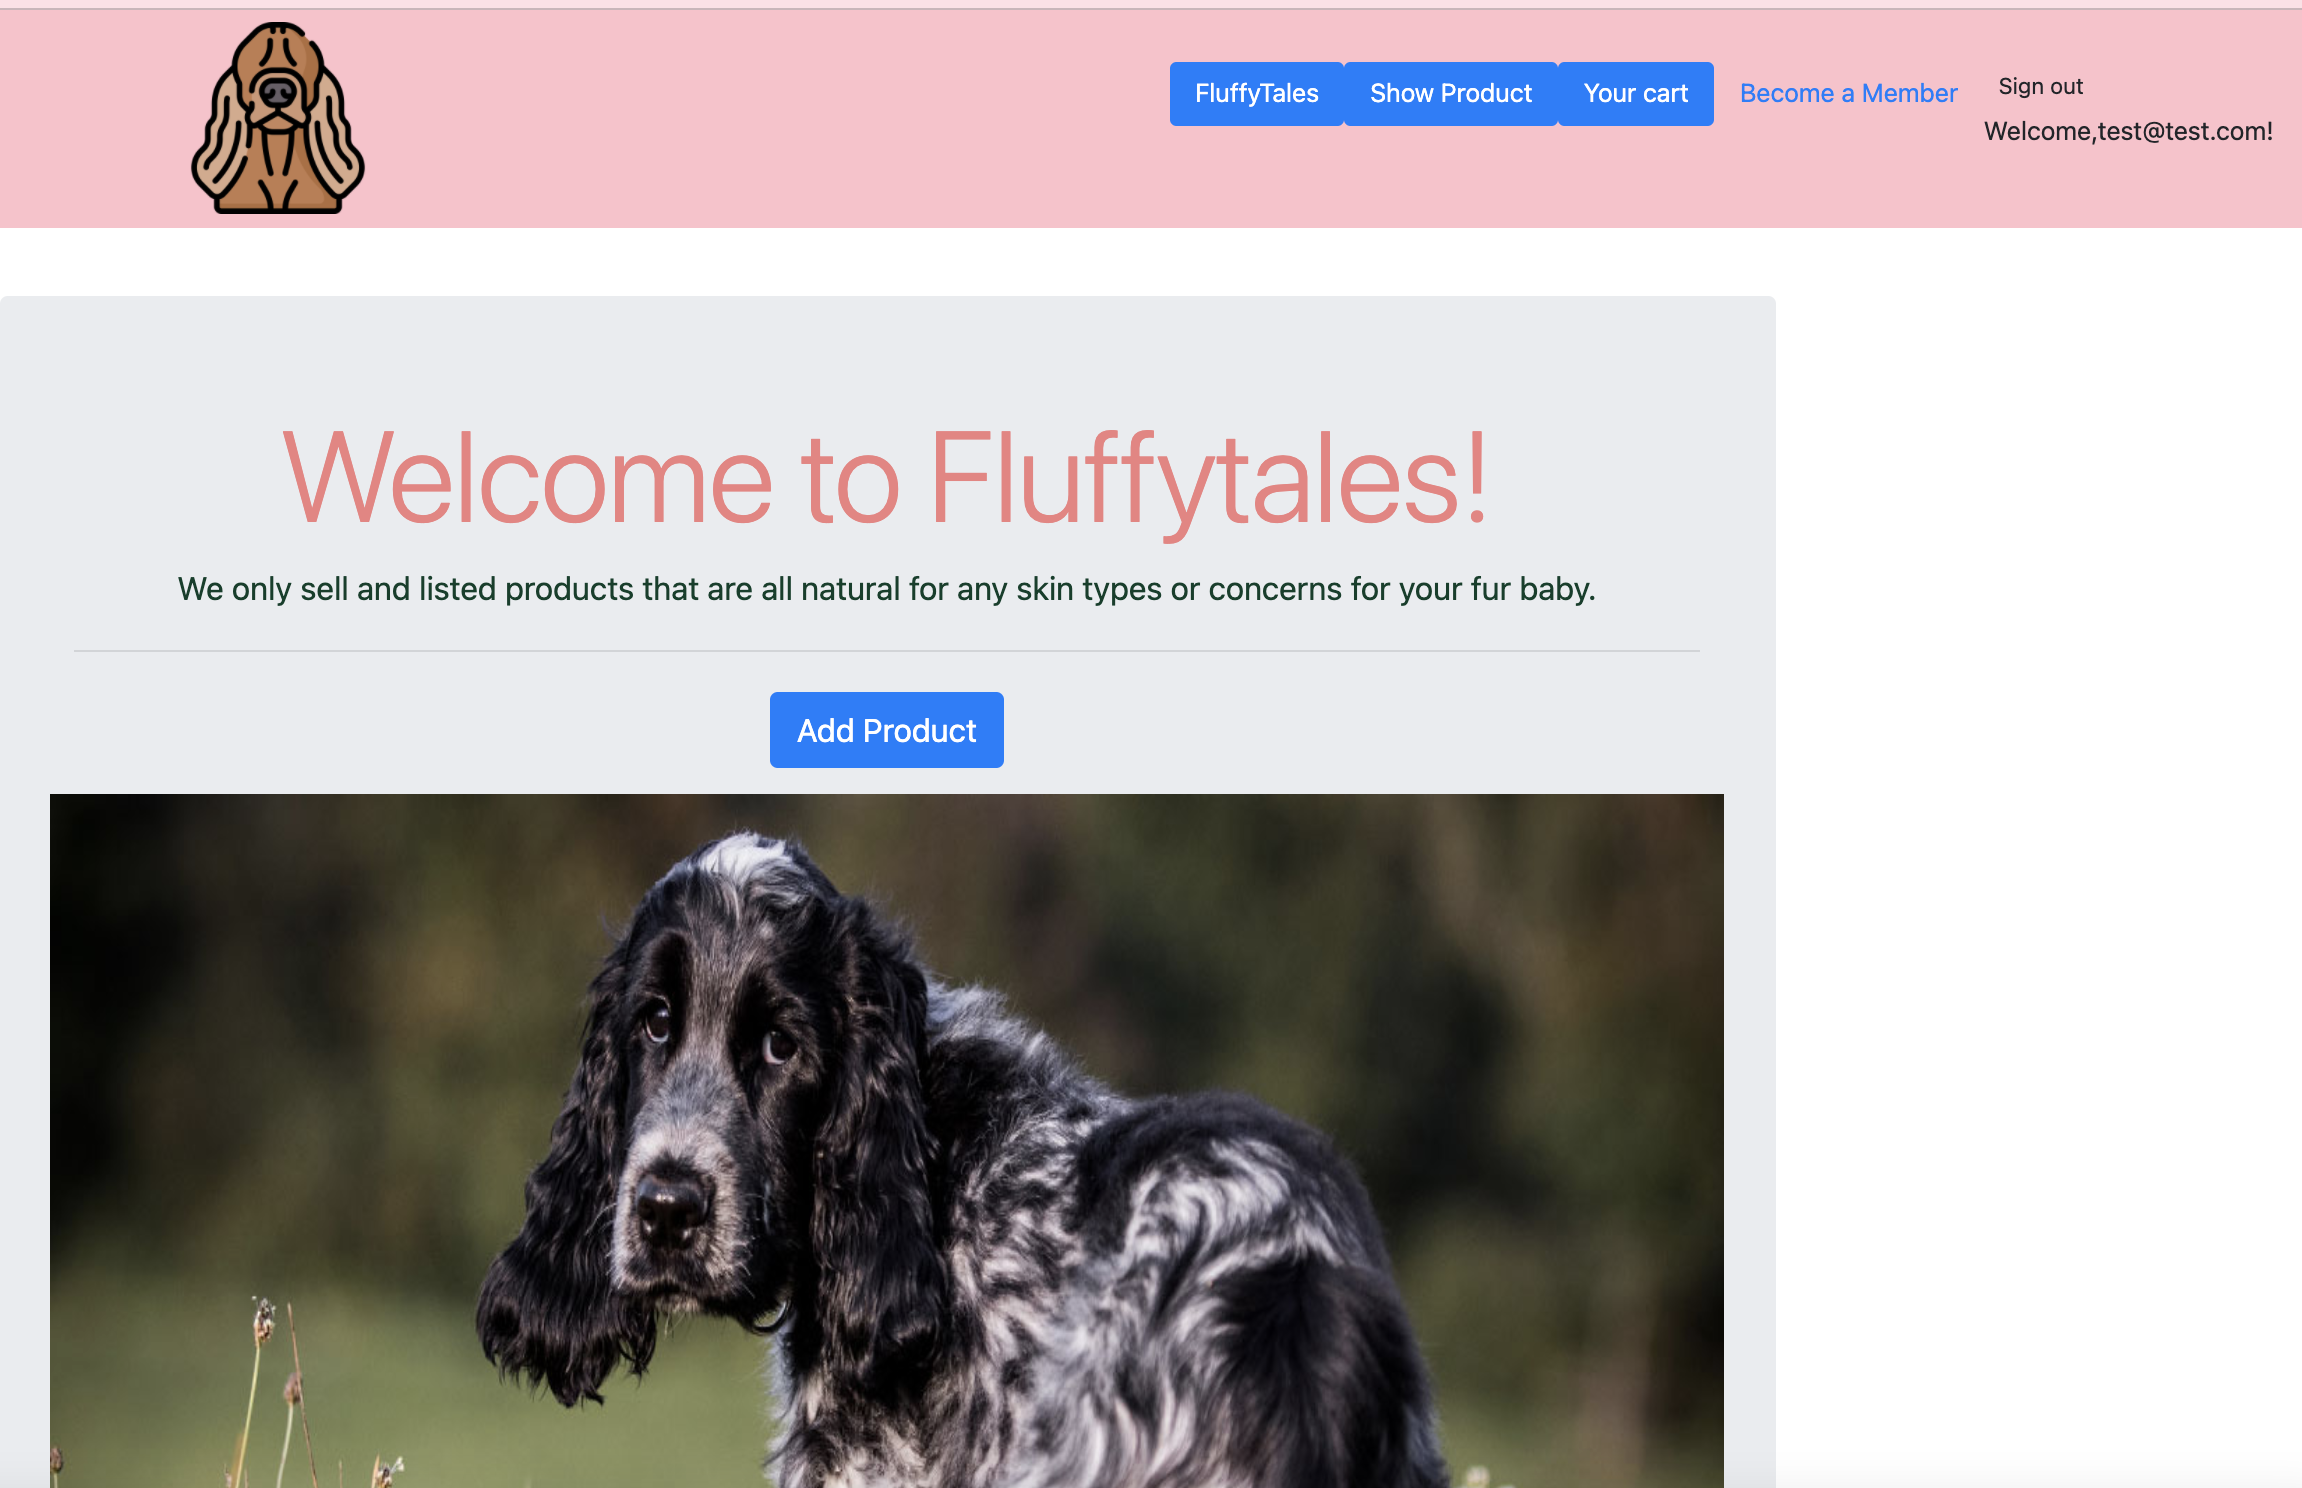 FluffyTales
Show Product
Your cart
Become a Member
Sign out
Welcome,test@test.com!
Welcome to Fluffytales!
We only sell and listed products that are all natural for any skin types or concerns for your fur baby.
Add Product